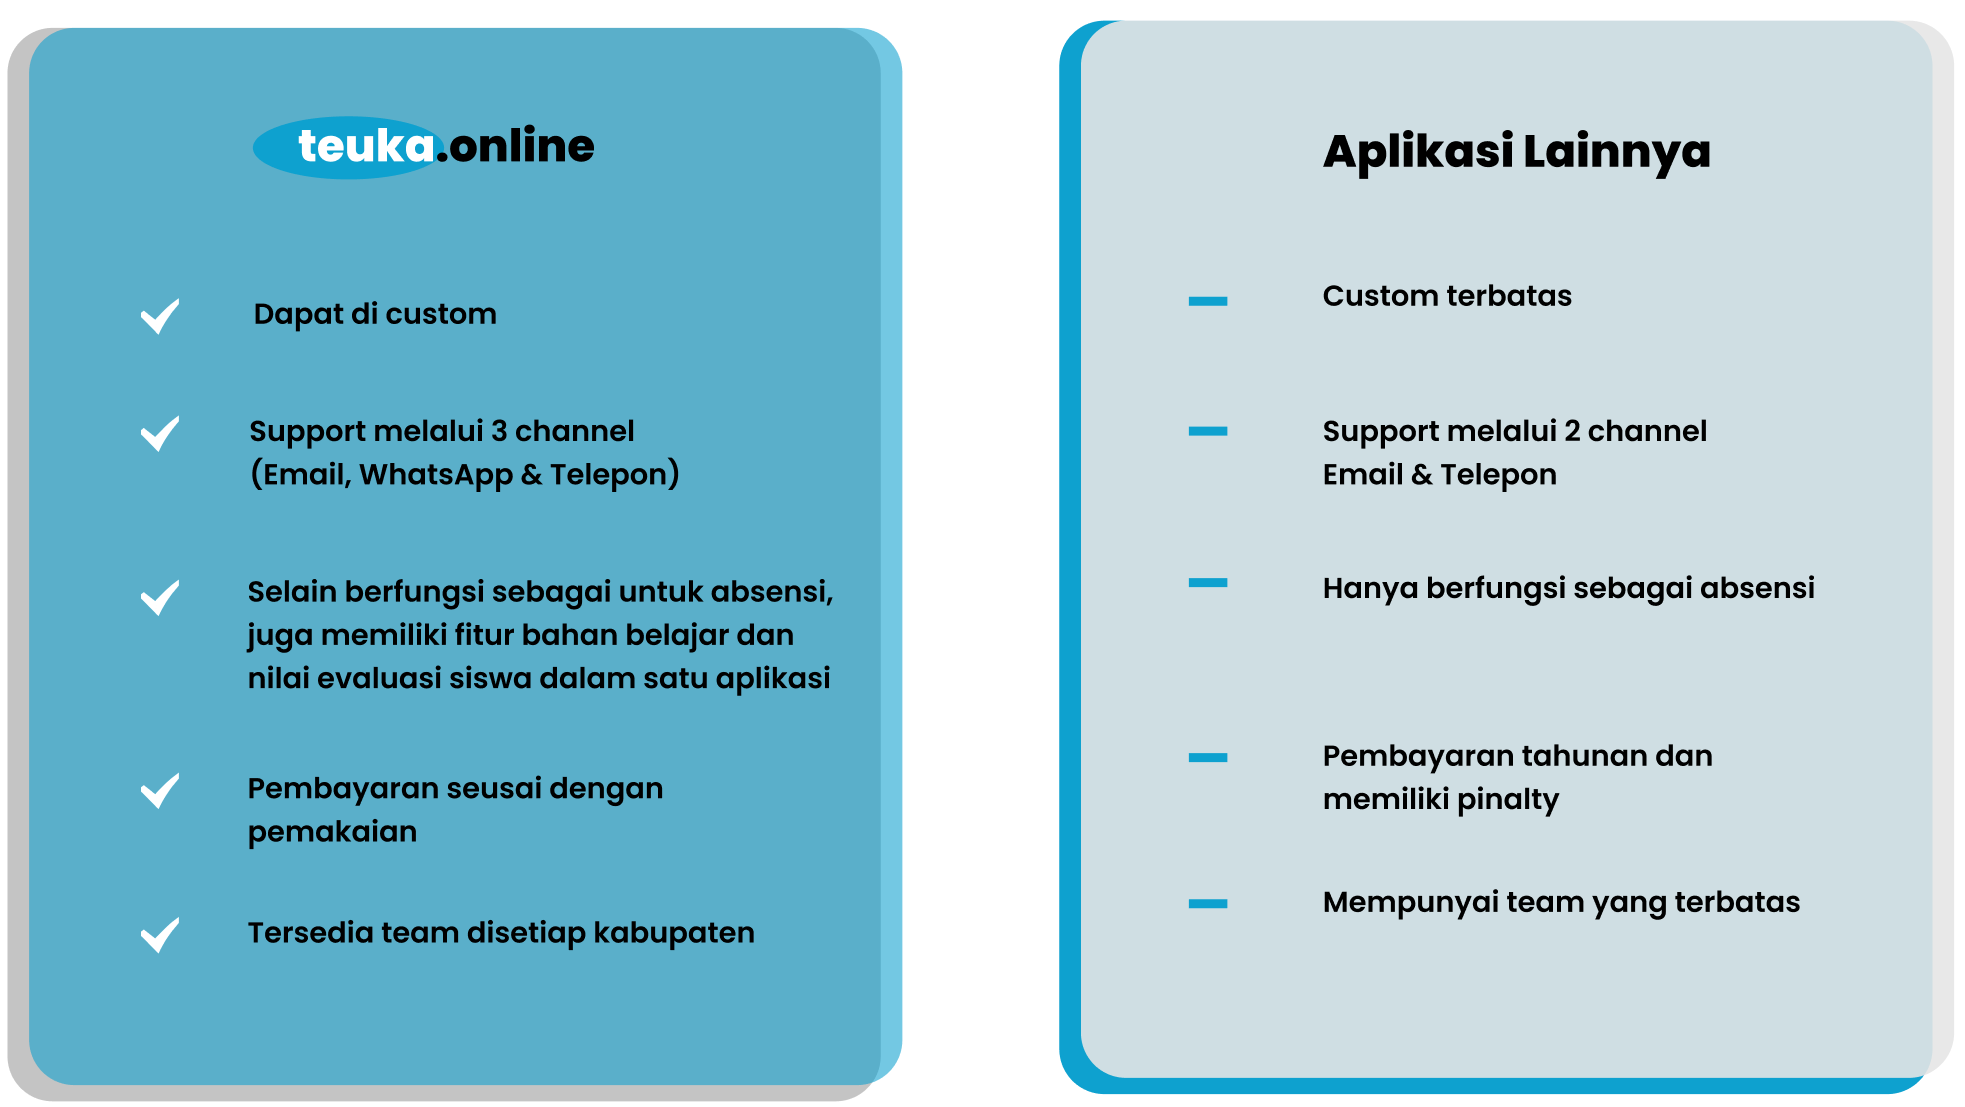 teuka.online
Dapat di custom
Support melalui 3 channel
(Email, WhatsApp & Telepon)
Selain berfungsi sebagai untuk absensi,
juga memiliki fitur bahan belajar dan
nilai evaluasi siswa dalam satu aplikasi
Pembayaran seusai dengan
pemakaian
Tersedia team disetiap kabupaten
Aplikasi Lainnya
Custom terbatas
Support melalui 2 channel
Email & Telepon
Hanya berfungsi sebagai absensi
Pembayaran tahunan dan
memiliki pinalty
Mempunyai team yang terbatas